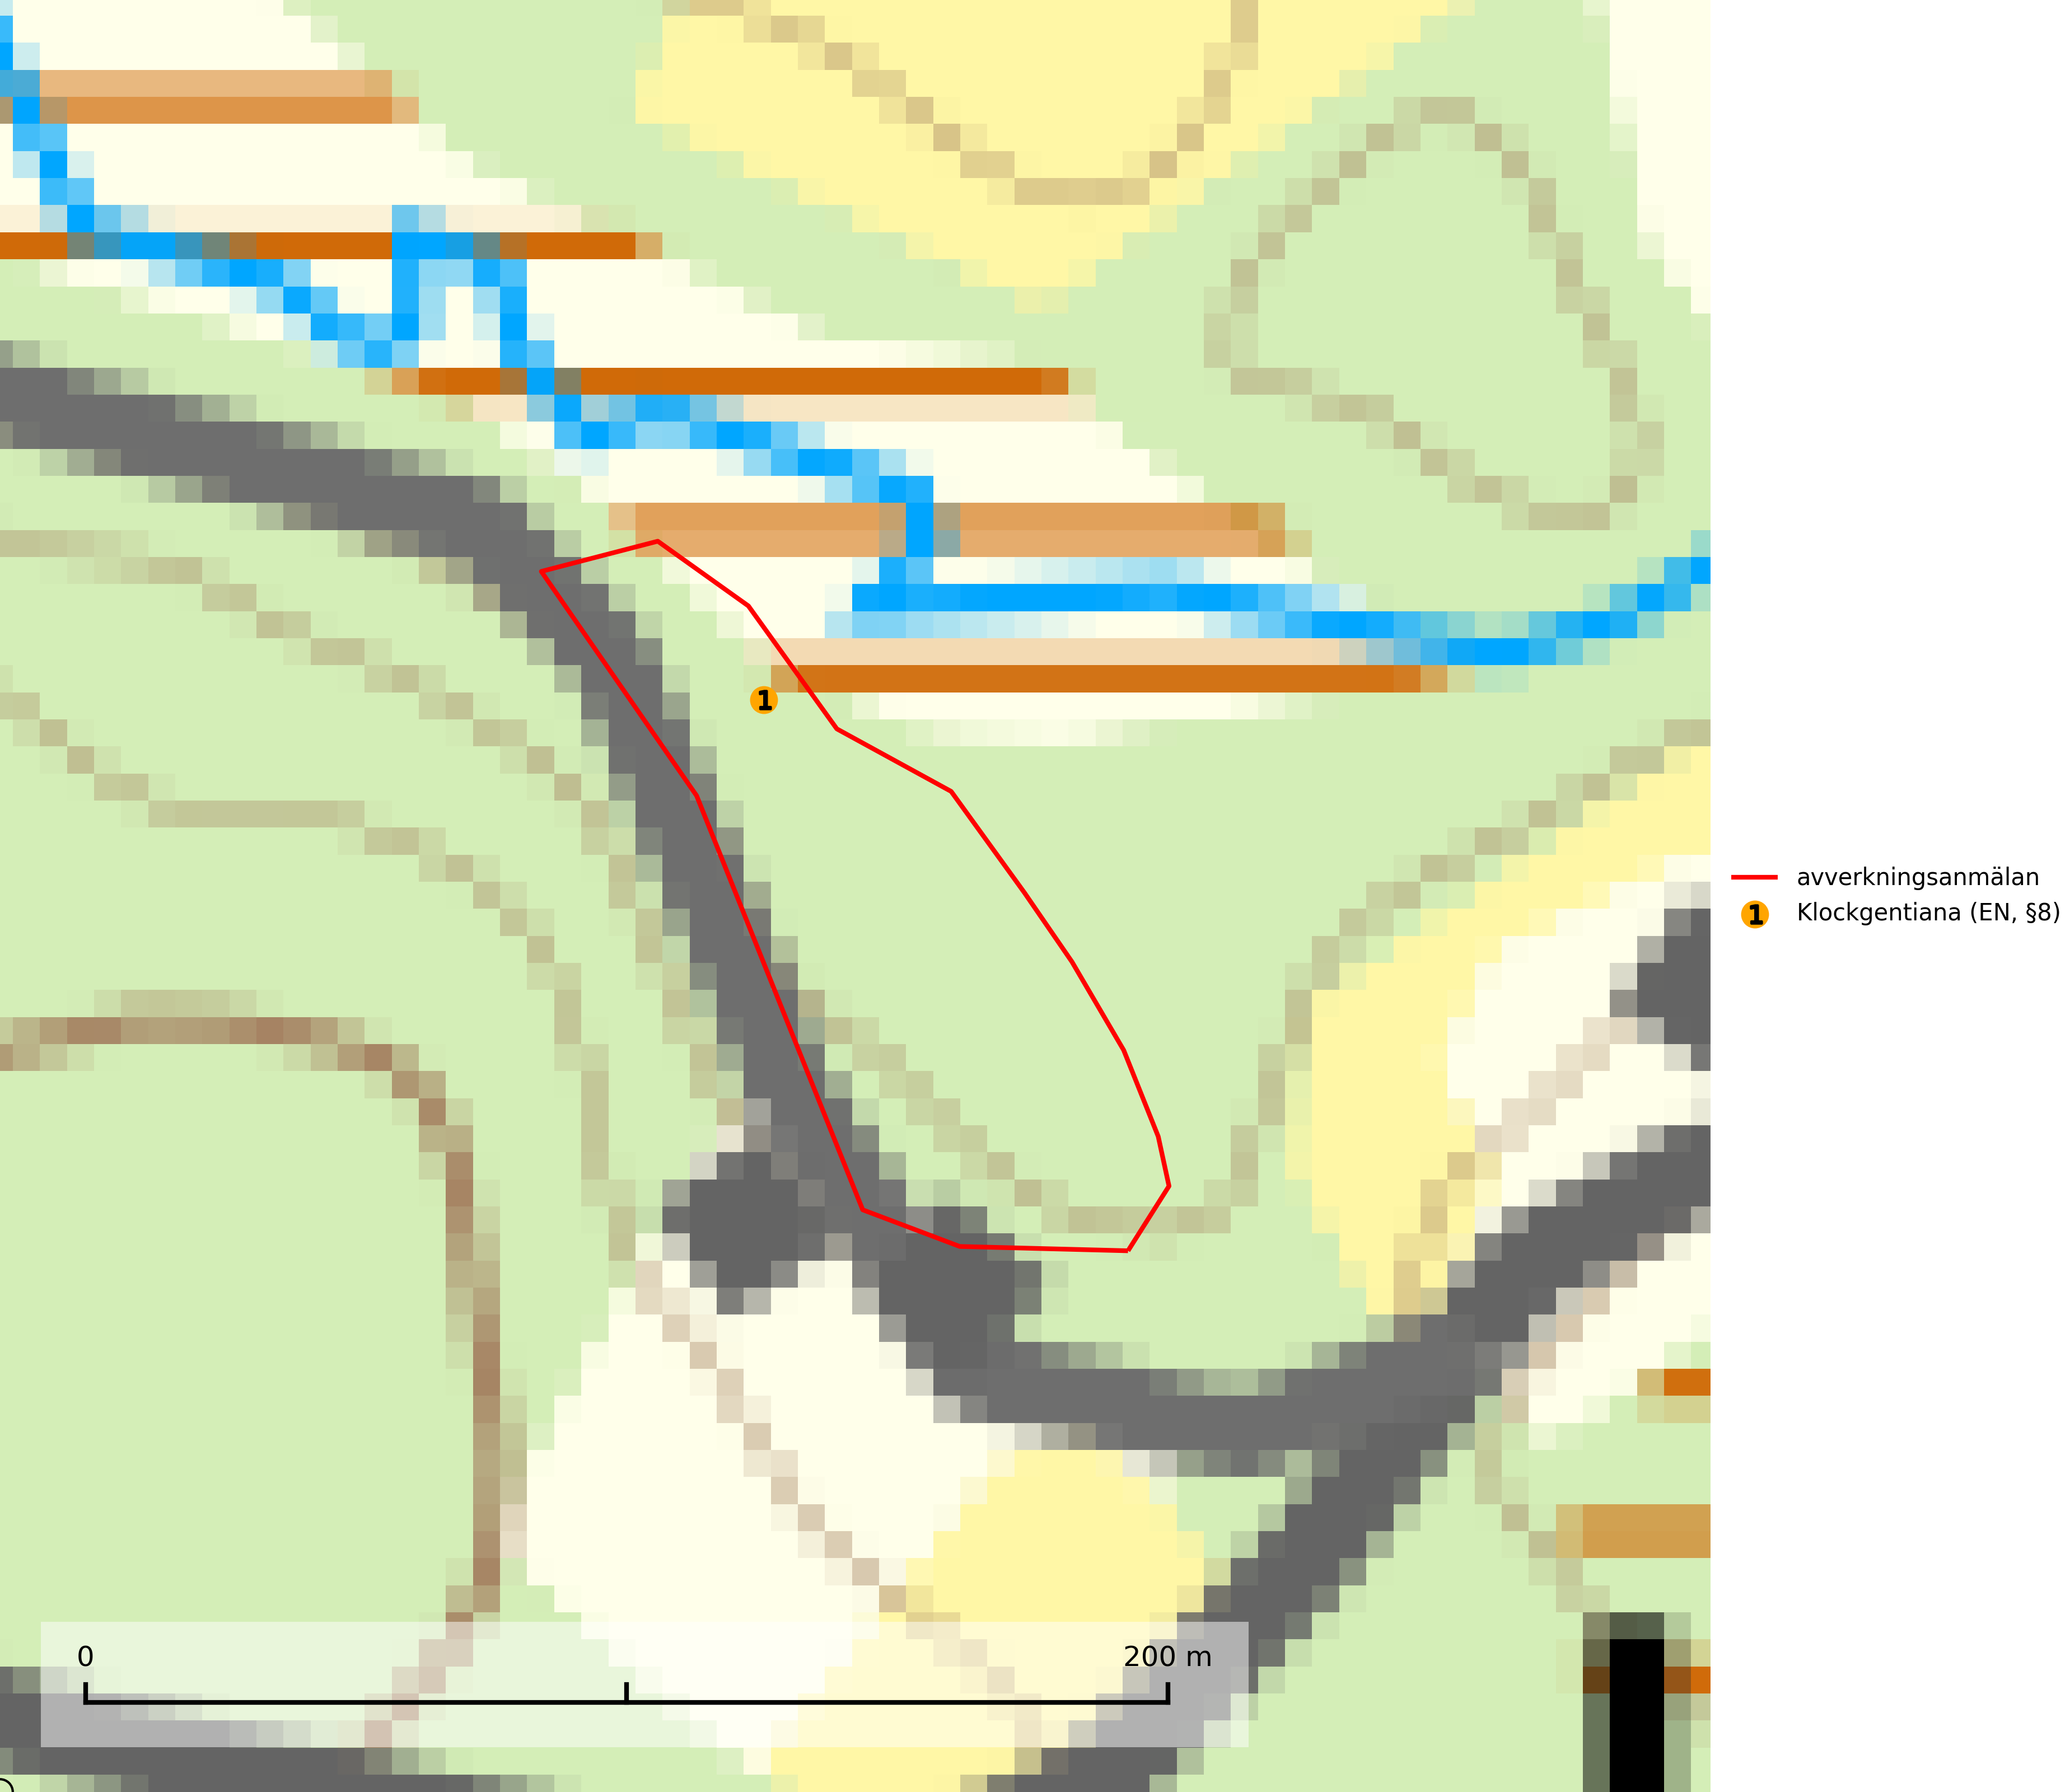 1
avverkningsanmälan
1 Klockgentiana (EN, §8)
0 200 m